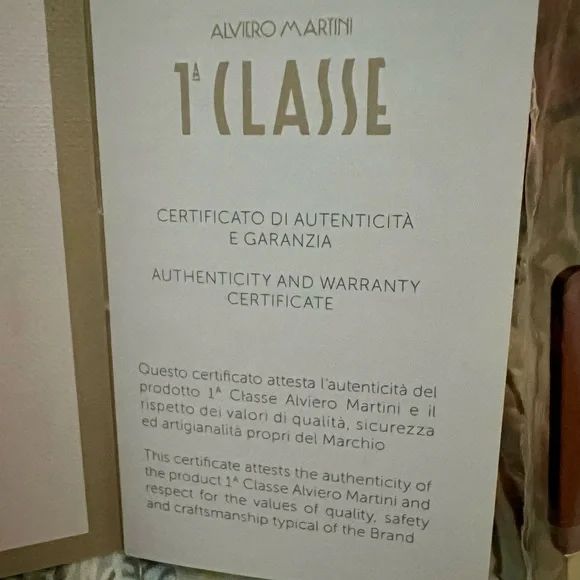 ALVIERO MARTINI
1ᴬ CLASSE
CERTIFICATO DI AUTENTICITÀ
E GARANZIA
AUTHENTICITY AND WARRANTY
CERTIFICATE
Questo certificato attesta l'autenticità del
prodotto 1ᴬ Classe Alviero Martini e il
rispetto dei valori di qualità, sicurezza
ed artigianalità propri del Marchio
This certificate attests the authenticity of
the product 1ᴬ Classe Alviero Martini and
respect for the values of quality, safety
and craftsmanship typical of the Brand